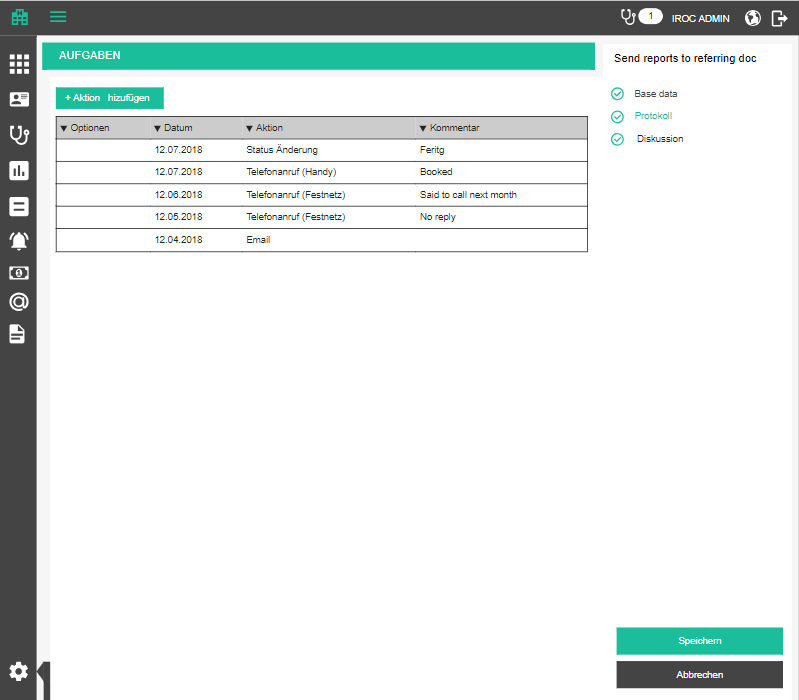 1 IROC ADMIN
AUFGABEN
+ Aktion hinzufügen
▼ Optionen ▼ Datum ▼ Aktion ▼ Kommentar
12.07.2018 Status Änderung Feritg
12.07.2018 Telefonanruf (Handy) Booked
12.06.2018 Telefonanruf (Festnetz) Said to call next month
12.05.2018 Telefonanruf (Festnetz) No reply
12.04.2018 Email
Send reports to referring doc
Base data
Protokoll
Diskussion
Speichern
Abbrechen